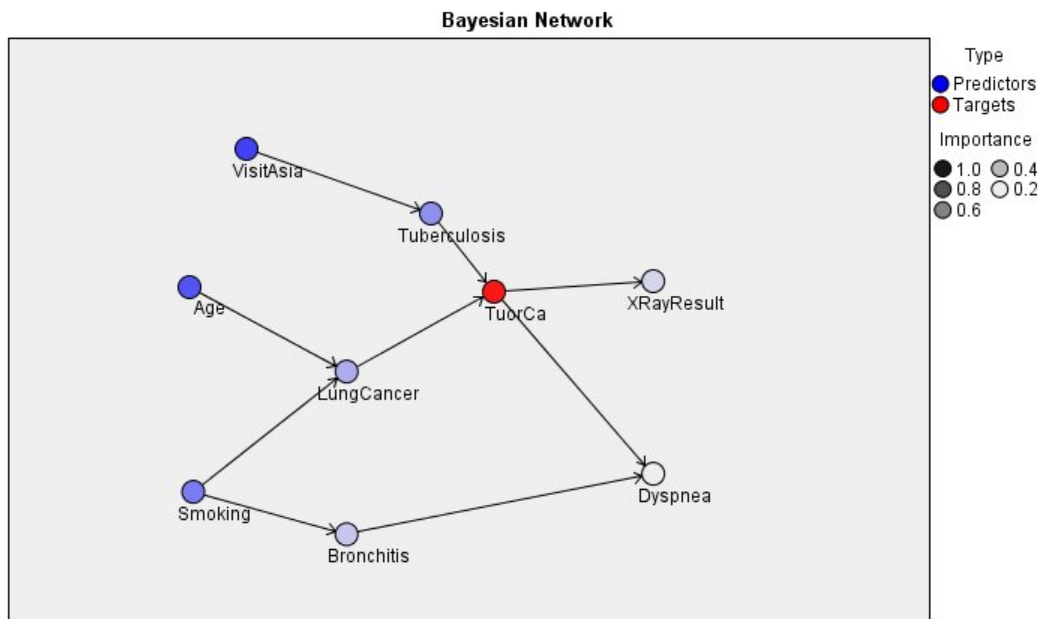 Bayesian Network
Type
Predictors
Targets
Importance
1.0 0.4
0.8 0.2
0.6
VisitAsia
Tuberculosis
Age
TuorCa
XRayResult
LungCancer
Smoking
Dyspnea
Bronchitis